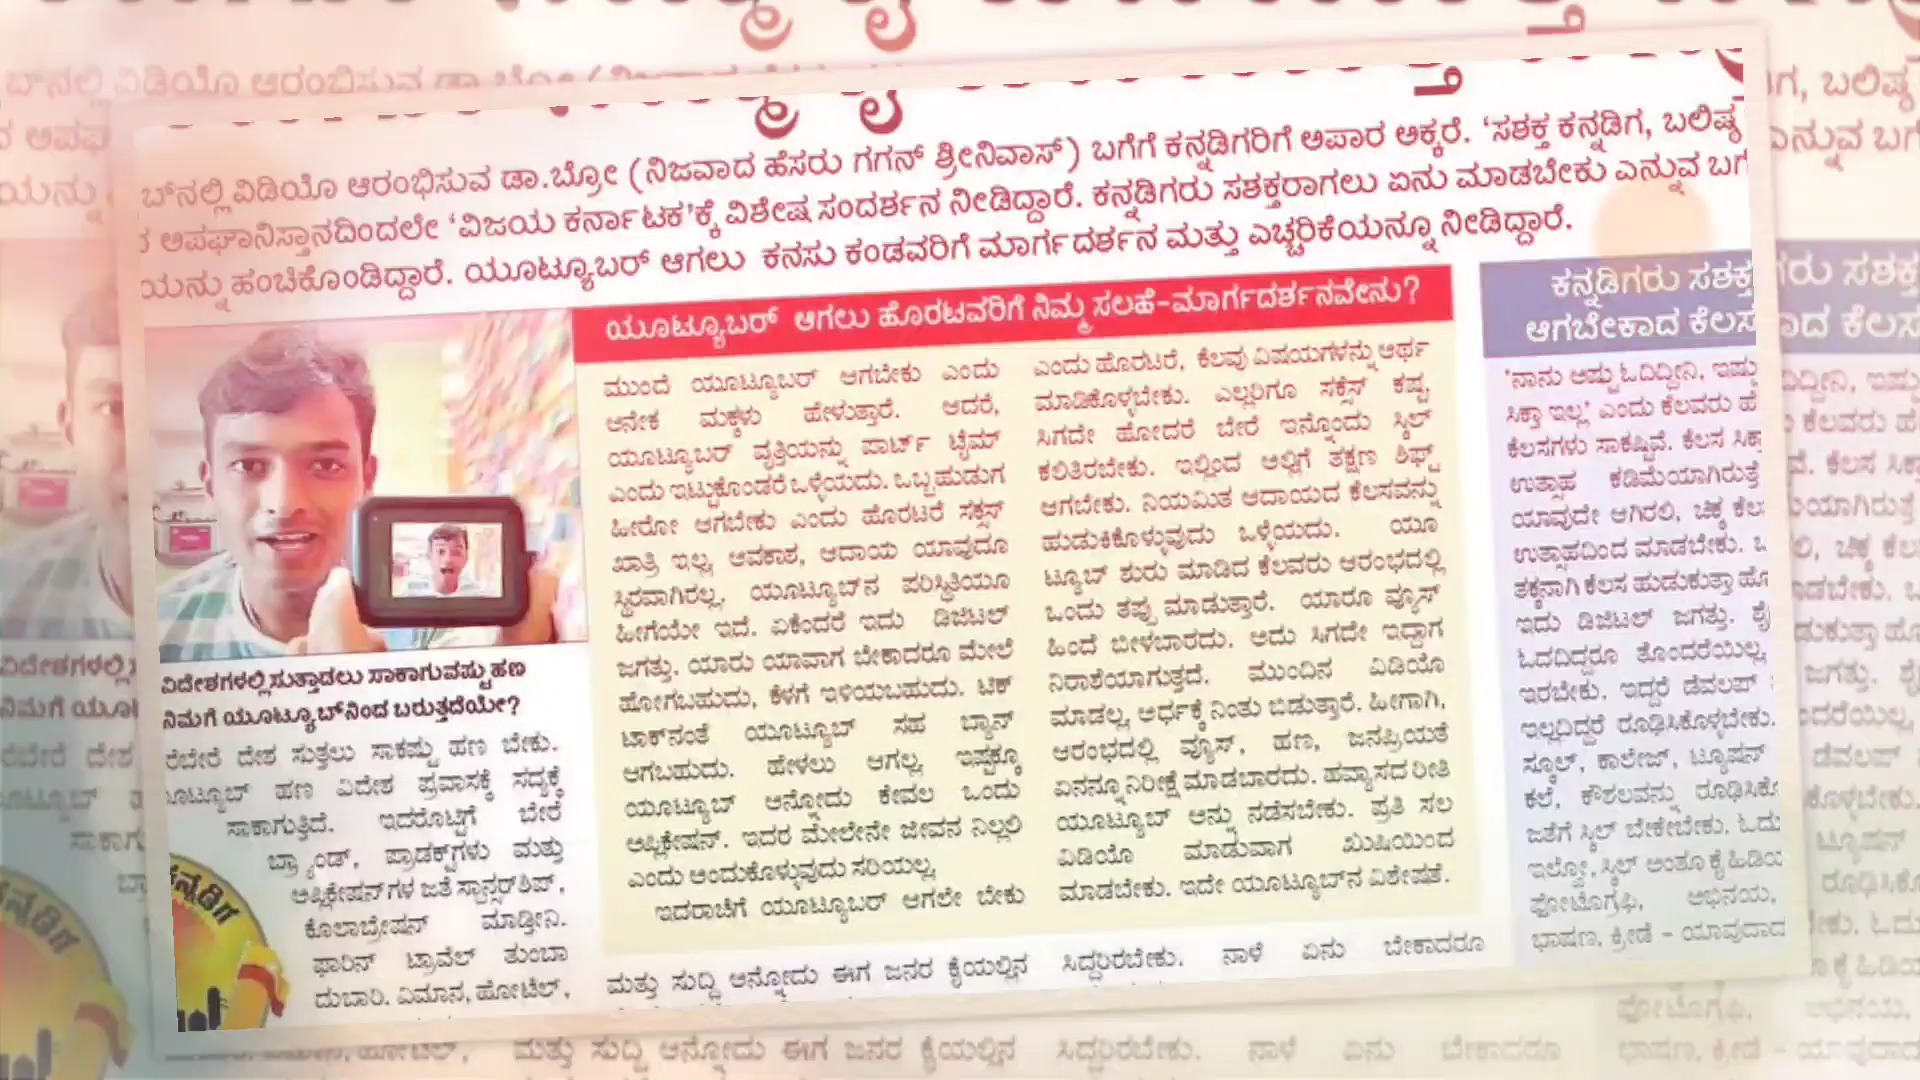 ಬ್‌ನಲ್ಲಿ ವಿಡಿಯೊ ಆರಂಭಿಸುವ ಡಾ.ಬ್ರೋ (ನಿಜವಾದ ಹೆಸರು ಗಗನ್ ಶ್ರೀನಿವಾಸ್) ಬಗೆಗೆ ಕನ್ನಡಿಗರಿಗೆ ಅಪಾರ ಅಕ್ಕರೆ. ‘ಸಶಕ್ತ ಕನ್ನಡಿಗ, ಬಲಿಷ್ಠ
ಅಪಘಾನಿಸ್ತಾನದಿಂದಲೇ ‘ವಿಜಯ ಕರ್ನಾಟಕ’ಕ್ಕೆ ವಿಶೇಷ ಸಂದರ್ಶನ ನೀಡಿದ್ದಾರೆ. ಕನ್ನಡಿಗರು ಸಶಕ್ತರಾಗಲು ಏನು ಮಾಡಬೇಕು ಎನ್ನುವ ಬಗ
ಯನ್ನು ಹಂಚಿಕೊಂಡಿದ್ದಾರೆ. ಯೂಟ್ಯೂಬರ್ ಆಗಲು ಕನಸು ಕಂಡವರಿಗೆ ಮಾರ್ಗದರ್ಶನ ಮತ್ತು ಎಚ್ಚರಿಕೆಯನ್ನೂ ನೀಡಿದ್ದಾರೆ.
ವಿದೇಶಗಳಲ್ಲಿ ಸುತ್ತಾಡಲು ಸಾಕಾಗುವಷ್ಟು ಹಣ
ನಿಮಗೆ ಯೂಟ್ಯೂಬ್‌ನಿಂದ ಬರುತ್ತದೆಯೇ?
ರೆಬೇರೆ ದೇಶ ಸುತ್ತಲು ಸಾಕಷ್ಟು ಹಣ ಬೇಕು.
ಯೂಟ್ಯೂಬ್ ಹಣ ವಿದೇಶ ಪ್ರವಾಸಕ್ಕೆ ಸದ್ಯಕ್ಕೆ
ಸಾಕಾಗುತ್ತಿದೆ. ಇದರೊಟ್ಟಿಗೆ ಬೇರೆ
ಬ್ರ್ಯಾಂಡ್, ಪ್ರಾಡಕ್ಟ್‌ಗಳು ಮತ್ತು
ಅಪ್ಲಿಕೇಷನ್‌ಗಳ ಜತೆ ಸ್ಪಾನ್ಸರ್‌ಶಿಪ್,
ಕೊಲಾಬ್ರೇಷನ್ ಮಾಡ್ತೀನಿ.
ಫಾರಿನ್ ಟ್ರಾವೆಲ್ ತುಂಬಾ
ದುಬಾರಿ. ವಿಮಾನ, ಹೋಟೆಲ್,
ಕನ್ನಡಿಗ
ಯೂಟ್ಯೂಬರ್ ಆಗಲು ಹೊರಟವರಿಗೆ ನಿಮ್ಮ ಸಲಹೆ-ಮಾರ್ಗದರ್ಶನವೇನು?
ಮುಂದೆ ಯೂಟ್ಯೂಬರ್ ಆಗಬೇಕು ಎಂದು
ಅನೇಕ ಮಕ್ಕಳು ಹೇಳುತ್ತಾರೆ. ಆದರೆ,
ಯೂಟ್ಯೂಬರ್ ವೃತ್ತಿಯನ್ನು ಪಾರ್ಟ್ ಟೈಮ್
ಎಂದು ಇಟ್ಟುಕೊಂಡರೆ ಒಳ್ಳೆಯದು. ಒಬ್ಬ ಹುಡುಗ
ಹೀರೋ ಆಗಬೇಕು ಎಂದು ಹೊರಟರೆ ಸಕ್ಸಸ್
ಖಾತ್ರಿ ಇಲ್ಲ, ಅವಕಾಶ, ಆದಾಯ ಯಾವುದೂ
ಸ್ಥಿರವಾಗಿರಲ್ಲ. ಯೂಟ್ಯೂಬ್‌ನ ಪರಿಸ್ಥಿತಿಯೂ
ಹೀಗೆಯೇ ಇದೆ. ಏಕೆಂದರೆ ಇದು ಡಿಜಿಟಲ್
ಜಗತ್ತು. ಯಾರು ಯಾವಾಗ ಬೇಕಾದರೂ ಮೇಲೆ
ಹೋಗಬಹುದು, ಕೆಳಗೆ ಇಳಿಯಬಹುದು. ಟಿಕ್
ಟಾಕ್‌ನಂತೆ ಯೂಟ್ಯೂಬ್ ಸಹ ಬ್ಯಾನ್
ಆಗಬಹುದು. ಹೇಳಲು ಆಗಲ್ಲ, ಇಷ್ಟಕ್ಕೂ
ಯೂಟ್ಯೂಬ್ ಅನ್ನೋದು ಕೇವಲ ಒಂದು
ಅಪ್ಲಿಕೇಷನ್. ಇದರ ಮೇಲೇನೇ ಜೀವನ ನಿಲ್ಲಲಿ
ಎಂದು ಅಂದುಕೊಳ್ಳುವುದು ಸರಿಯಲ್ಲ.
ಇದರಾಚೆಗೆ ಯೂಟ್ಯೂಬರ್ ಆಗಲೇ ಬೇಕು
ಎಂದು ಹೊರಟರೆ, ಕೆಲವು ವಿಷಯಗಳನ್ನು ಅರ್ಥ
ಮಾಡಿಕೊಳ್ಳಬೇಕು. ಎಲ್ಲರಿಗೂ ಸಕ್ಸೆಸ್ ಕಷ್ಟ,
ಸಿಗದೇ ಹೋದರೆ ಬೇರೆ ಇನ್ನೊಂದು ಸ್ಕಿಲ್
ಕಲಿತಿರಬೇಕು. ಇಲ್ಲಿಂದ ಅಲ್ಲಿಗೆ ತಕ್ಷಣ ಶಿಫ್ಟ್
ಆಗಬೇಕು. ನಿಯಮಿತ ಆದಾಯದ ಕೆಲಸವನ್ನು
ಹುಡುಕಿಕೊಳ್ಳುವುದು ಒಳ್ಳೆಯದು. ಯೂ
ಟ್ಯೂಬ್ ಶುರು ಮಾಡಿದ ಕೆಲವರು ಆರಂಭದಲ್ಲಿ
ಒಂದು ತಪ್ಪು ಮಾಡುತ್ತಾರೆ. ಯಾರೂ ವ್ಯೂಸ್
ಹಿಂದೆ ಬೀಳಬಾರದು. ಅದು ಸಿಗದೇ ಇದ್ದಾಗ
ನಿರಾಶೆಯಾಗುತ್ತದೆ. ಮುಂದಿನ ವಿಡಿಯೊ
ಮಾಡಲ್ಲ, ಅರ್ಧಕ್ಕೆ ನಿಂತು ಬಿಡುತ್ತಾರೆ. ಹೀಗಾಗಿ,
ಆರಂಭದಲ್ಲಿ ವ್ಯೂಸ್, ಹಣ, ಜನಪ್ರಿಯತೆ
ಏನನ್ನೂ ನಿರೀಕ್ಷೆ ಮಾಡಬಾರದು. ಹವ್ಯಾಸದ ರೀತಿ
ಯೂಟ್ಯೂಬ್ ಅನ್ನು ನಡೆಸಬೇಕು. ಪ್ರತಿ ಸಲ
ವಿಡಿಯೊ ಮಾಡುವಾಗ ಖುಷಿಯಿಂದ
ಮಾಡಬೇಕು. ಇದೇ ಯೂಟ್ಯೂಬ್‌ನ ವಿಶೇಷತೆ.
ಮತ್ತು ಸುದ್ದಿ ಅನ್ನೋದು ಈಗ ಜನರ ಕೈಯಲ್ಲಿನ
ಸಿದ್ದರಿರಬೇಕು. ನಾಳೆ ಏನು ಬೇಕಾದರೂ
ಕನ್ನಡಿಗರು ಸಶಕ್ತ
ಆಗಬೇಕಾದ ಕೆಲಸ
‘ನಾನು ಅಷ್ಟು ಓದಿದ್ದೀನಿ, ಇಷ್ಟು
ಸಿಕ್ತಾ ಇಲ್ಲ’ ಎಂದು ಕೆಲವರು ಹೆ
ಕೆಲಸಗಳು ಸಾಕಷ್ಟಿವೆ. ಕೆಲಸ ಸಿಕ್ಕಾ
ಉತ್ಸಾಹ ಕಡಿಮೆಯಾಗಿರುತ್ತೆ
ಯಾವುದೇ ಆಗಿರಲಿ, ಚಿಕ್ಕ ಕೆಲ
ಉತ್ಸಾಹದಿಂದ ಮಾಡಬೇಕು. ಒ
ತಕ್ಕನಾಗಿ ಕೆಲಸ ಹುಡುಕುತ್ತಾ ಹೋ
ಇದು ಡಿಜಿಟಲ್ ಜಗತ್ತು. ಶೈ
ಓದದಿದ್ದರೂ ತೊಂದರೆಯಿಲ್ಲ,
ಇರಬೇಕು. ಇದ್ದರೆ ಡೆವಲಪ್
ಇಲ್ಲದಿದ್ದರೆ ರೂಢಿಸಿಕೊಳ್ಳಬೇಕು.
ಸ್ಕೂಲ್, ಕಾಲೇಜ್, ಟ್ಯೂಷನ್
ಕಲೆ, ಕೌಶಲವನ್ನು ರೂಢಿಸಿಕೊ
ಜತೆಗೆ ಸ್ಕಿಲ್ ಬೇಕೇಬೇಕು. ಓದು
ಇಲ್ವೋ, ಸ್ಕಿಲ್ ಅಂತೂ ಕೈ ಹಿಡಿಯ
ಫೋಟೊಗ್ರಫಿ, ಅಭಿನಯ,
ಭಾಷಣ, ಕ್ರೀಡೆ – ಯಾವುದಾದ